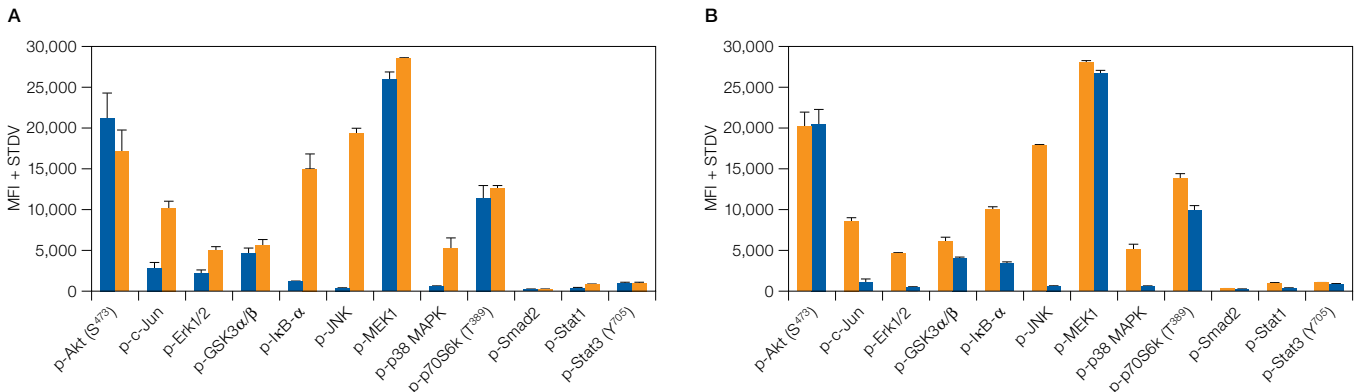 A
MFI + STDV
30,000
25,000
20,000
15,000
10,000
5,000
0
p-Akt (S⁴⁷³)
p-c-Jun
p-Erk1/2
p-GSK3α/β
p-IκB-α
p-JNK
p-MEK1
p-p38 MAPK
p-p70S6k (T³⁸⁹)
p-Smad2
p-Stat1
p-Stat3 (Y⁷⁰⁵)
B
MFI + STDV
30,000
25,000
20,000
15,000
10,000
5,000
0
p-Akt (S⁴⁷³)
p-c-Jun
p-Erk1/2
p-GSK3α/β
p-IκB-α
p-JNK
p-MEK1
p-p38 MAPK
p-p70S6k (T³⁸⁹)
p-Smad2
p-Stat1
p-Stat3 (Y⁷⁰⁵)